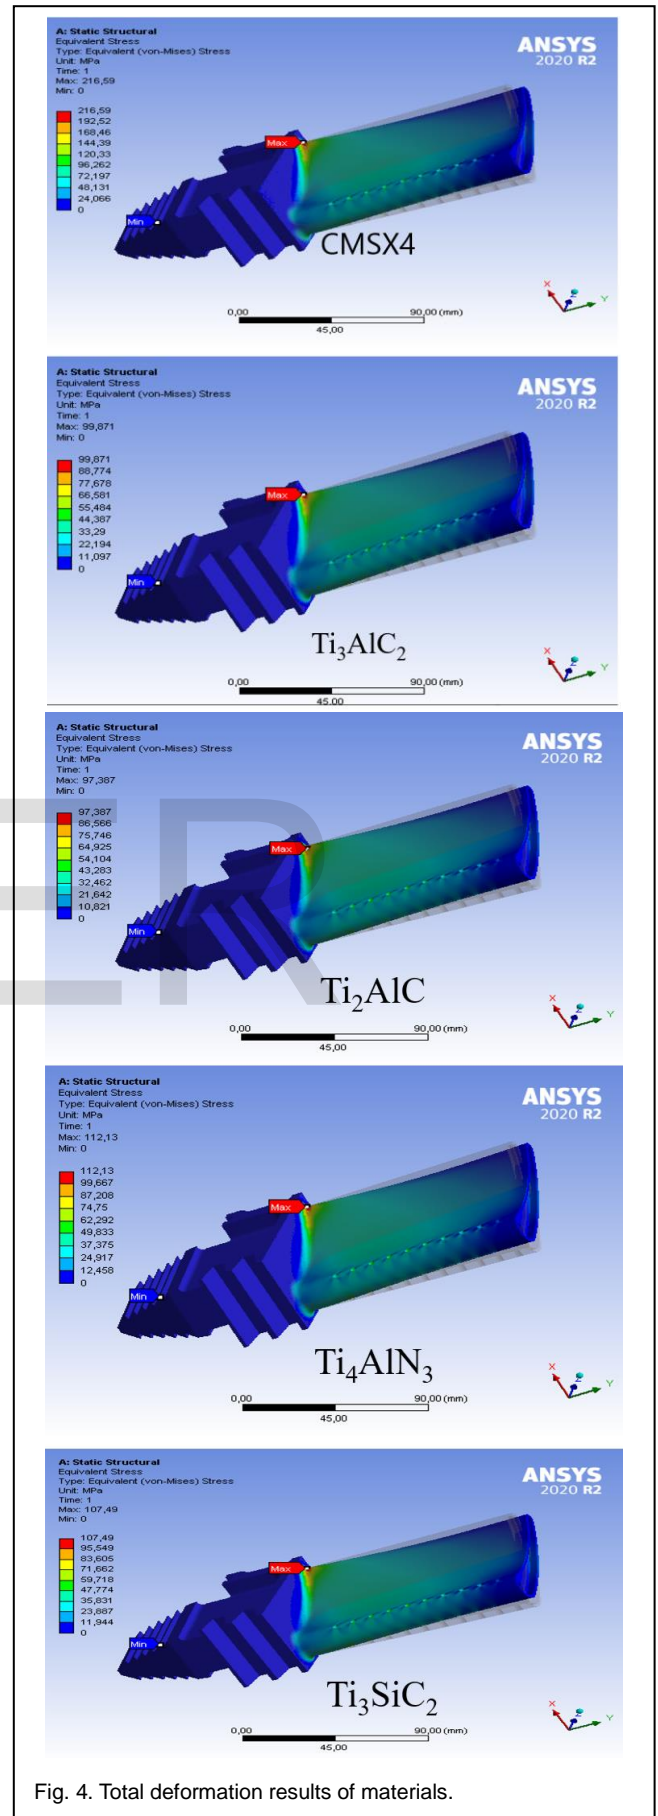 A: Static Structural
Equivalent Stress
Type: Equivalent (von-Mises) Stress
Unit: MPa
Time: 1
Max: 216,59
Min: 0
ANSYS
2020 R2
216,59
192,52
168,46
144,39
120,33
96,262
72,197
48,131
24,066
0
Max
Min
CMSX4
X
Z
Y
0,00
90,00 (mm)
45,00
A: Static Structural
Equivalent Stress
Type: Equivalent (von-Mises) Stress
Unit: MPa
Time: 1
Max: 99,871
Min: 0
ANSYS
2020 R2
99,871
88,774
77,678
66,581
55,484
44,387
33,29
22,194
11,097
0
Max
Min
Ti₃AlC₂
X
Z
Y
0,00
90,00 (mm)
45,00
A: Static Structural
Equivalent Stress
Type: Equivalent (von-Mises) Stress
Unit: MPa
Time: 1
Max: 97,387
Min: 0
ANSYS
2020 R2
97,387
86,566
75,746
64,925
54,104
43,283
32,462
21,642
10,821
0
Max
Min
Ti₂AlC
X
Z
Y
0,00
90,00 (mm)
45,00
ER
A: Static Structural
Equivalent Stress
Type: Equivalent (von-Mises) Stress
Unit: MPa
Time: 1
Max: 112,13
Min: 0
ANSYS
2020 R2
112,13
99,667
87,208
74,75
62,292
49,833
37,375
24,917
12,458
0
Max
Min
Ti₄AlN₃
X
Z
Y
0,00
90,00 (mm)
45,00
A: Static Structural
Equivalent Stress
Type: Equivalent (von-Mises) Stress
Unit: MPa
Time: 1
Max: 107,49
Min: 0
ANSYS
2020 R2
107,49
95,549
83,605
71,662
59,718
47,774
35,831
23,887
11,944
0
Max
Min
Ti₃SiC₂
X
Z
Y
0,00
90,00 (mm)
45,00
Fig. 4. Total deformation results of materials.